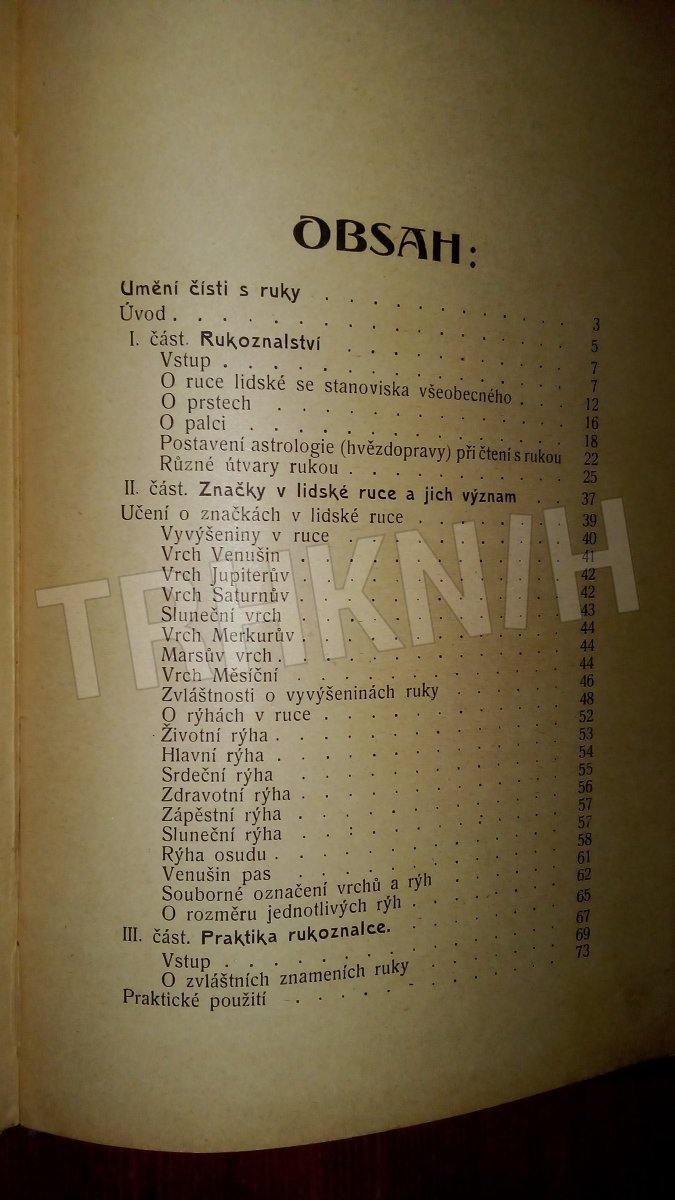 OBSAH:
Umění čísti s ruky . . . . . . . . . 3
Úvod . . . . . . . . . 5
I. část. Rukoznalství . . . . . . . . . 7
Vstup . . . . . . . . . 7
O ruce lidské se stanoviska všeobecného . . . 12
O prstech . . . . . . . . . 16
O palci . . . . . . . . . 18
Postavení astrologie (hvězdopravy) při čtení s rukou 22
Různé útvary rukou . . . . . . . . . 25
II. část. Značky v lidské ruce a jich význam . . 37
Učení o značkách v lidské ruce . . . . . . 39
Vyvýšeniny v ruce . . . . . . . . . 40
Vrch Venušin . . . . . . . . . 41
Vrch Jupiterův . . . . . . . . . 42
Vrch Saturnův . . . . . . . . . 42
Sluneční vrch . . . . . . . . . 43
Vrch Merkurův . . . . . . . . . 44
Marsův vrch . . . . . . . . . 44
Vrch Měsíční . . . . . . . . . 44
Zvláštnosti o vyvýšeninách ruky . . . . . 46
O rýhách v ruce . . . . . . . . . 48
Životní rýha . . . . . . . . . 52
Hlavní rýha . . . . . . . . . 53
Srdeční rýha . . . . . . . . . 54
Zdravotní rýha . . . . . . . . . 55
Zápěstní rýha . . . . . . . . . 56
Sluneční rýha . . . . . . . . . 57
Rýha osudu . . . . . . . . . 57
Venušin pas . . . . . . . . . 58
Souborné označení vrchů a rýh . . . . . 61
O rozměru jednotlivých rýh . . . . . . 62
III. část. Praktika rukoznalce. . . . . . . 65
Vstup . . . . . . . . . 67
O zvláštních znameních ruky . . . . . . 69
Praktické použití . . . . . . . . . 73
TRHKNIH